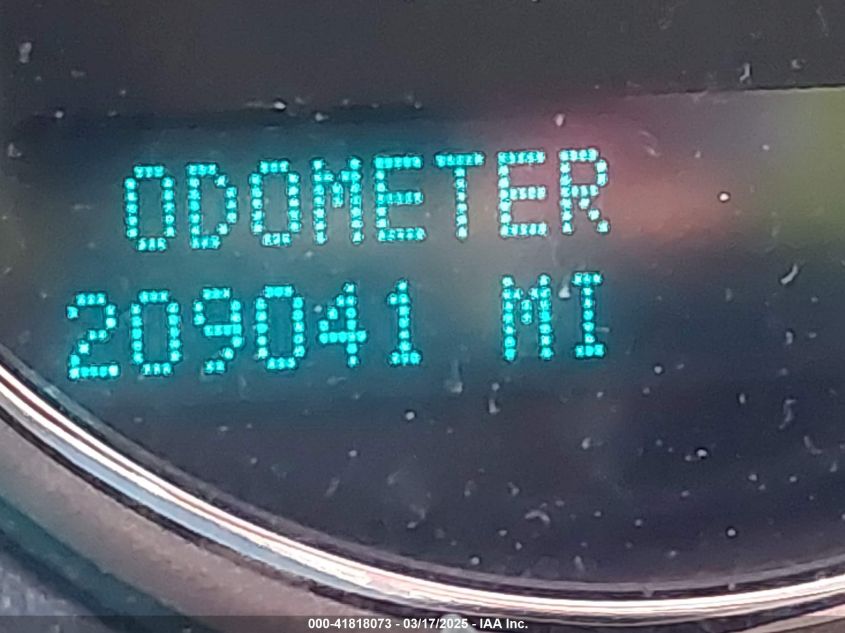 ODOMETER
209041 MI
000-41818073 - 03/17/2025 - IAA Inc.